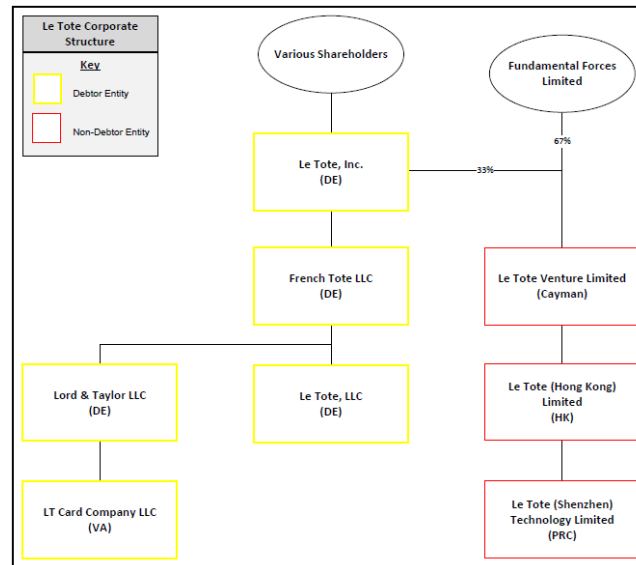 Le Tote Corporate
Structure
Key
Debtor Entity
Non-Debtor Entity
Various Shareholders
Fundamental Forces
Limited
67%
Le Tote, Inc.
(DE)
33%
French Tote LLC
(DE)
Le Tote Venture Limited
(Cayman)
Lord & Taylor LLC
(DE)
Le Tote, LLC
(DE)
Le Tote (Hong Kong)
Limited
(HK)
LT Card Company LLC
(VA)
Le Tote (Shenzhen)
Technology Limited
(PRC)